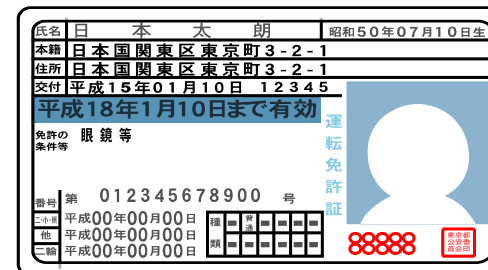 氏名 日本太朗 昭和50年07月10日生
本籍 日本国関東区東京町3-2-1
住所 日本国関東区東京町3-2-1
交付 平成15年01月10日 12345
平成18年1月10日まで有効
免許の
条件等
眼鏡等
運転免許証
番号 第 012345678900 号
二・小・原 平成00年00月00日
他 平成00年00月00日
二輪 平成00年00月00日
種類
普通
東京都
公安委
員会印